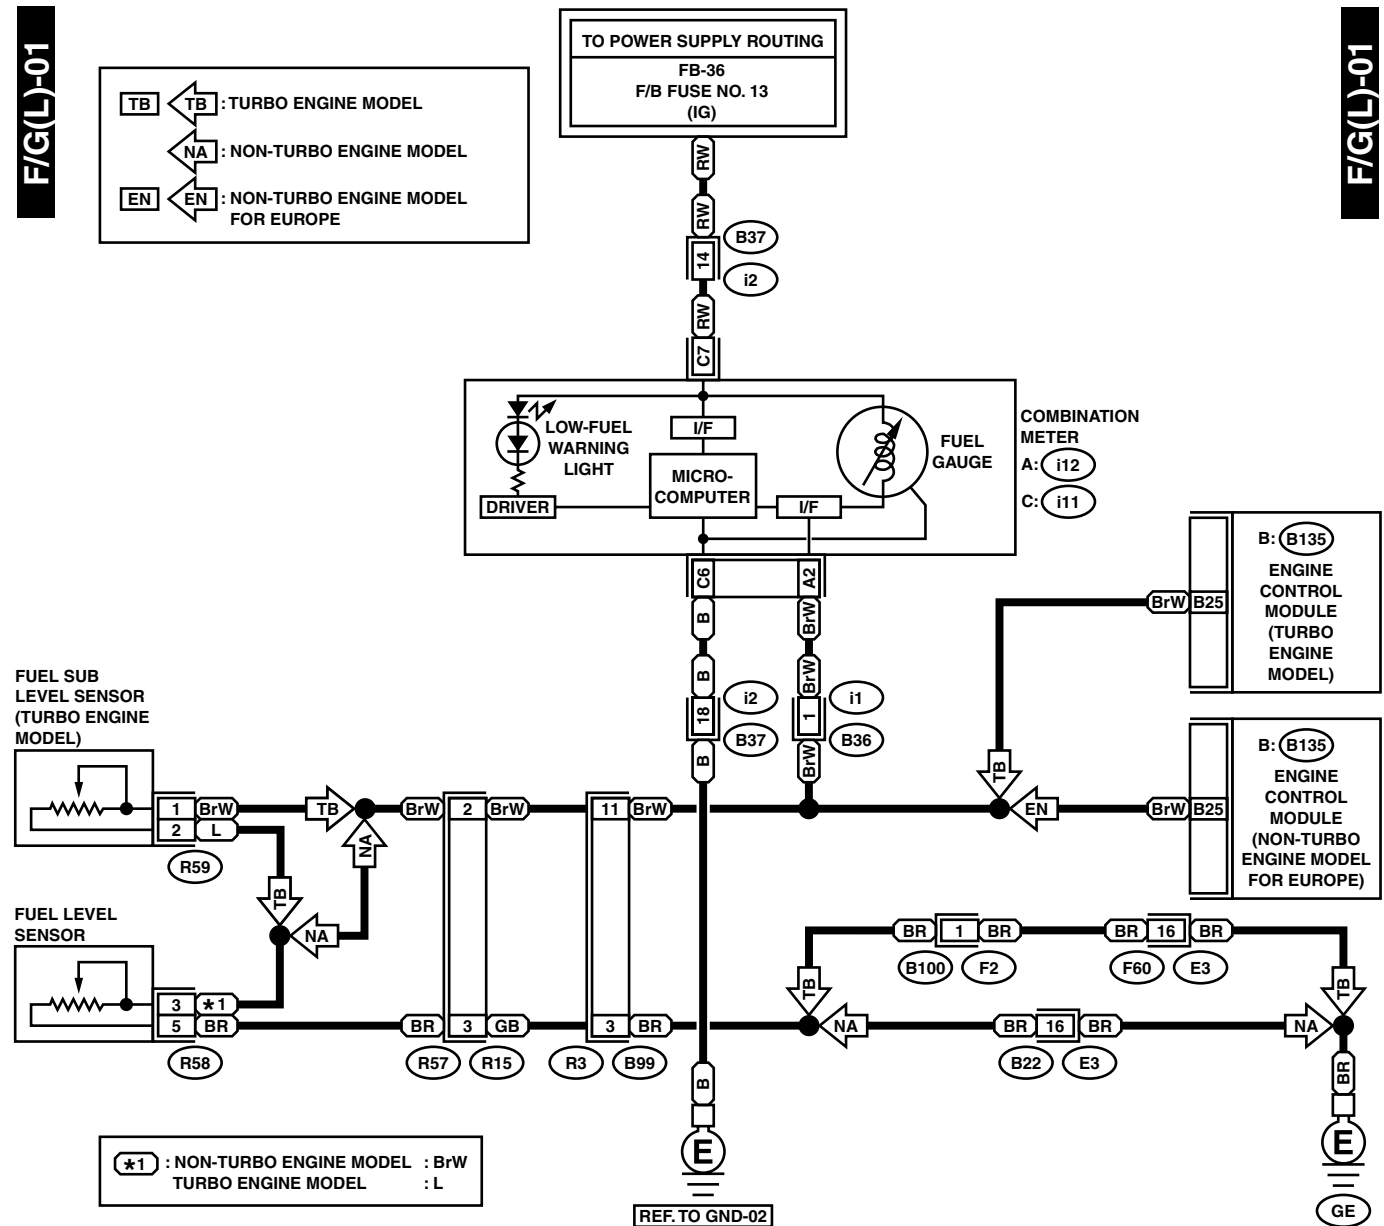 F/G(L)-01
F/G(L)-01
TO POWER SUPPLY ROUTING
FB-36
F/B FUSE NO. 13
(IG)
TB TB : TURBO ENGINE MODEL
NA : NON-TURBO ENGINE MODEL
EN EN : NON-TURBO ENGINE MODEL
FOR EUROPE
RW
RW
14
B37
i2
RW
C7
LOW-FUEL
WARNING
LIGHT
I/F
MICRO-
COMPUTER
DRIVER
I/F
FUEL
GAUGE
COMBINATION
METER
A: i12
C: i11
C6
A2
B
BrW
B
BrW
18
i2
B37
1
i1
B36
B
BrW
B: B135
ENGINE
CONTROL
MODULE
(TURBO
ENGINE
MODEL)
BrW B25
TB
B: B135
ENGINE
CONTROL
MODULE
(NON-TURBO
ENGINE MODEL
FOR EUROPE)
EN
BrW B25
FUEL SUB
LEVEL SENSOR
(TURBO ENGINE
MODEL)
1 BrW
2 L
R59
TB
NA
TB
NA
BrW 2 BrW
11 BrW
FUEL LEVEL
SENSOR
3 *1
5 BR
R58
BR 3 GB
3 BR
R57 R15
R3 B99
BR 1 BR
B100 F2
BR 16 BR
F60 E3
TB
TB
NA
BR 16 BR
NA
B22 E3
B
E
REF. TO GND-02
BR
E
GE
*1 : NON-TURBO ENGINE MODEL : BrW
TURBO ENGINE MODEL : L